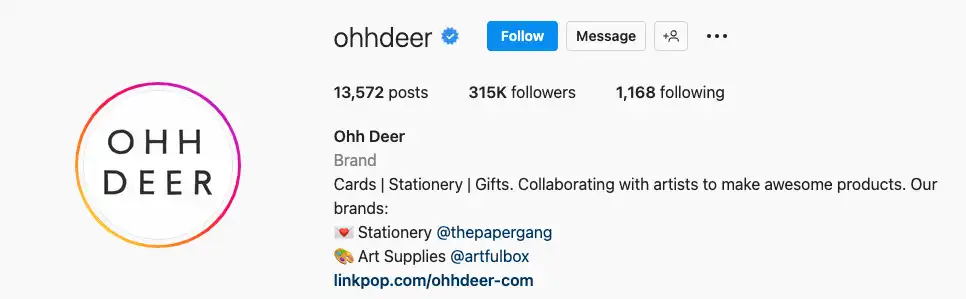 ohhdeer
Follow
Message
13,572 posts 315K followers 1,168 following
OHH
DEER
Ohh Deer
Brand
Cards | Stationery | Gifts. Collaborating with artists to make awesome products. Our
brands:
💌 Stationery @thepapergang
🎨 Art Supplies @artfulbox
linkpop.com/ohhdeer-com